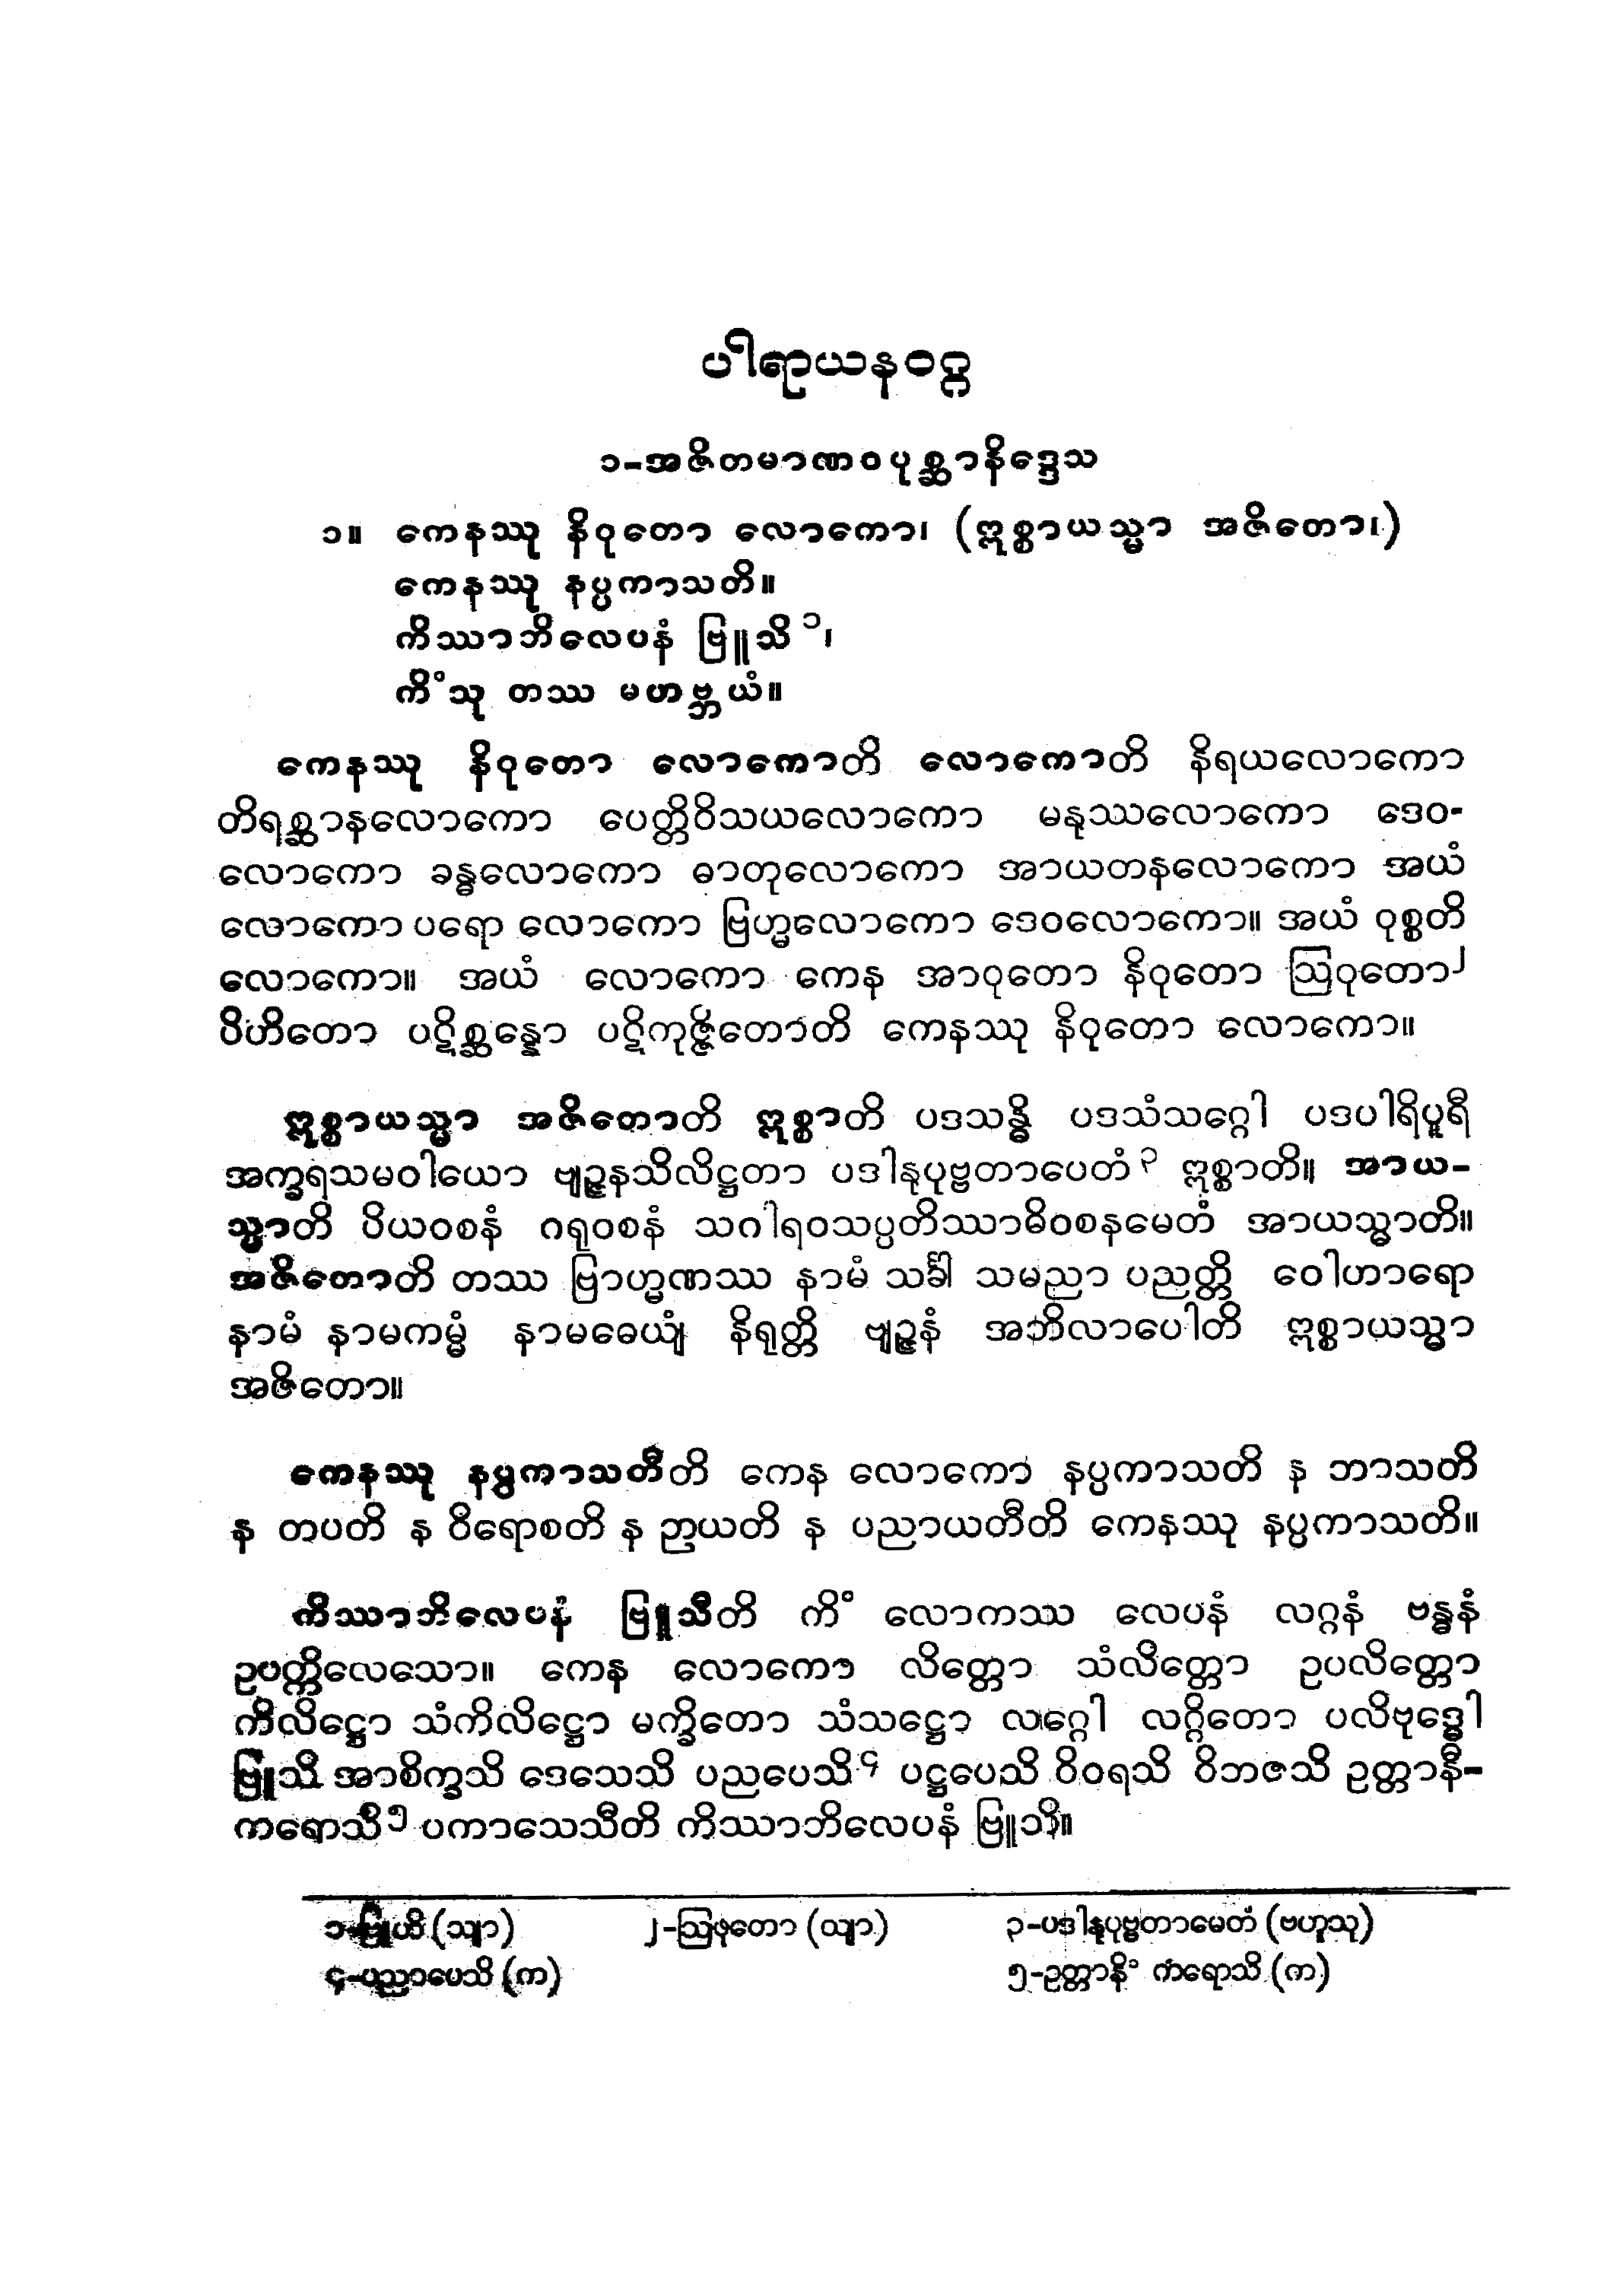 ပါရာယနဝဂ္ဂ
၁-အဇိတမာဏဝပုစ္ဆာနိဒ္ဒေသ
၁။ ကေနဿု နိဝုတော လောကော၊ (ဣစ္စာယသ္မာ အဇိတော၊)
ကေနဿု နပ္ပကာသတိ။
ကိဿာဘိလေပနံ ဗြူသိ၁၊
ကိံသု တဿ မဟဗ္ဘယံ။
ကေနဿု နိဝုတော လောကောတိ လောကောတိ နိရယလောကော
တိရစ္ဆာနလောကော ပေတ္တိဝိသယလောကော မနုဿလောကော ဒေဝ-
လောကော ခန္ဓလောကော ဓာတုလောကော အာယတနလောကော အယံ
လောကော ပရော လောကော ဗြဟ္မလောကော ဒေဝလောကော။ အယံ ဝုစ္စတိ
လောကော။ အယံ လောကော ကေန အာဝုတော နိဝုတော ဩဝုတော၂
ပိဟိတော ပဋိစ္ဆန္နော ပဋိကုဇ္ဇိတောတိ ကေနဿု နိဝုတော လောကော။
ဣစ္စာယသ္မာ အဇိတောတိ ဣစ္စာတိ ပဒသန္ဓိ ပဒသံသဂ္ဂေါ ပဒပါရိပူရီ
အက္ခရသမဝါယော ဗျဉ္ဇနသိလိဋ္ဌတာ ပဒါနုပုဗ္ဗတာပေတံ၃ ဣစ္စာတိ။ အာယ-
သ္မာတိ ပိယဝစနံ ဂရုဝစနံ သဂါရဝသပ္ပတိဿာဓိဝစနမေတံ အာယသ္မာတိ။
အဇိတောတိ တဿ ဗြာဟ္မဏဿ နာမံ သင်္ခါ သမညာ ပညတ္တိ ဝေါဟာရော
နာမံ နာမကမ္မံ နာမဓေယျံ နိရုတ္တိ ဗျဉ္ဇနံ အဘိလာပေါတိ ဣစ္စာယသ္မာ
အဇိတော။
ကေနဿု နပ္ပကာသတီတိ ကေန လောကော နပ္ပကာသတိ န ဘာသတိ
န တပတိ န ဝိရောစတိ န ဉာယတိ န ပညာယတီတိ ကေနဿု နပ္ပကာသတိ။
ကိဿာဘိလေပနံ ဗြူသီတိ ကိံ လောကဿ လေပနံ လဂ္ဂနံ ဗန္ဓနံ
ဥပက္ကိလေသော။ ကေန လောကော လိတ္တော သံလိတ္တော ဥပလိတ္တော
ကိလိဋ္ဌော သံကိလိဋ္ဌော မက္ခိတော သံသဋ္ဌော လဂ္ဂေါ လဂ္ဂိတော ပလိဗုဒ္ဓေါ
ဗြူသိ အာစိက္ခသိ ဒေသေသိ ပညပေသိ၄ ပဋ္ဌပေသိ ဝိဝရသိ ဝိဘဇသိ ဥတ္တာနီ-
ကရောသိ၅ ပကာသေသီတိ ကိဿာဘိလေပနံ ဗြူသိ။
၁-ဗြူဟိ (သျာ) ၂-ဩဖုတော (သျာ) ၃-ပဒါနုပုဗ္ဗတာမေတံ (ဗဟူသု)
၄-ပညာပေသိ (က) ၅-ဥတ္တာနိံ ကရောသိ (က)